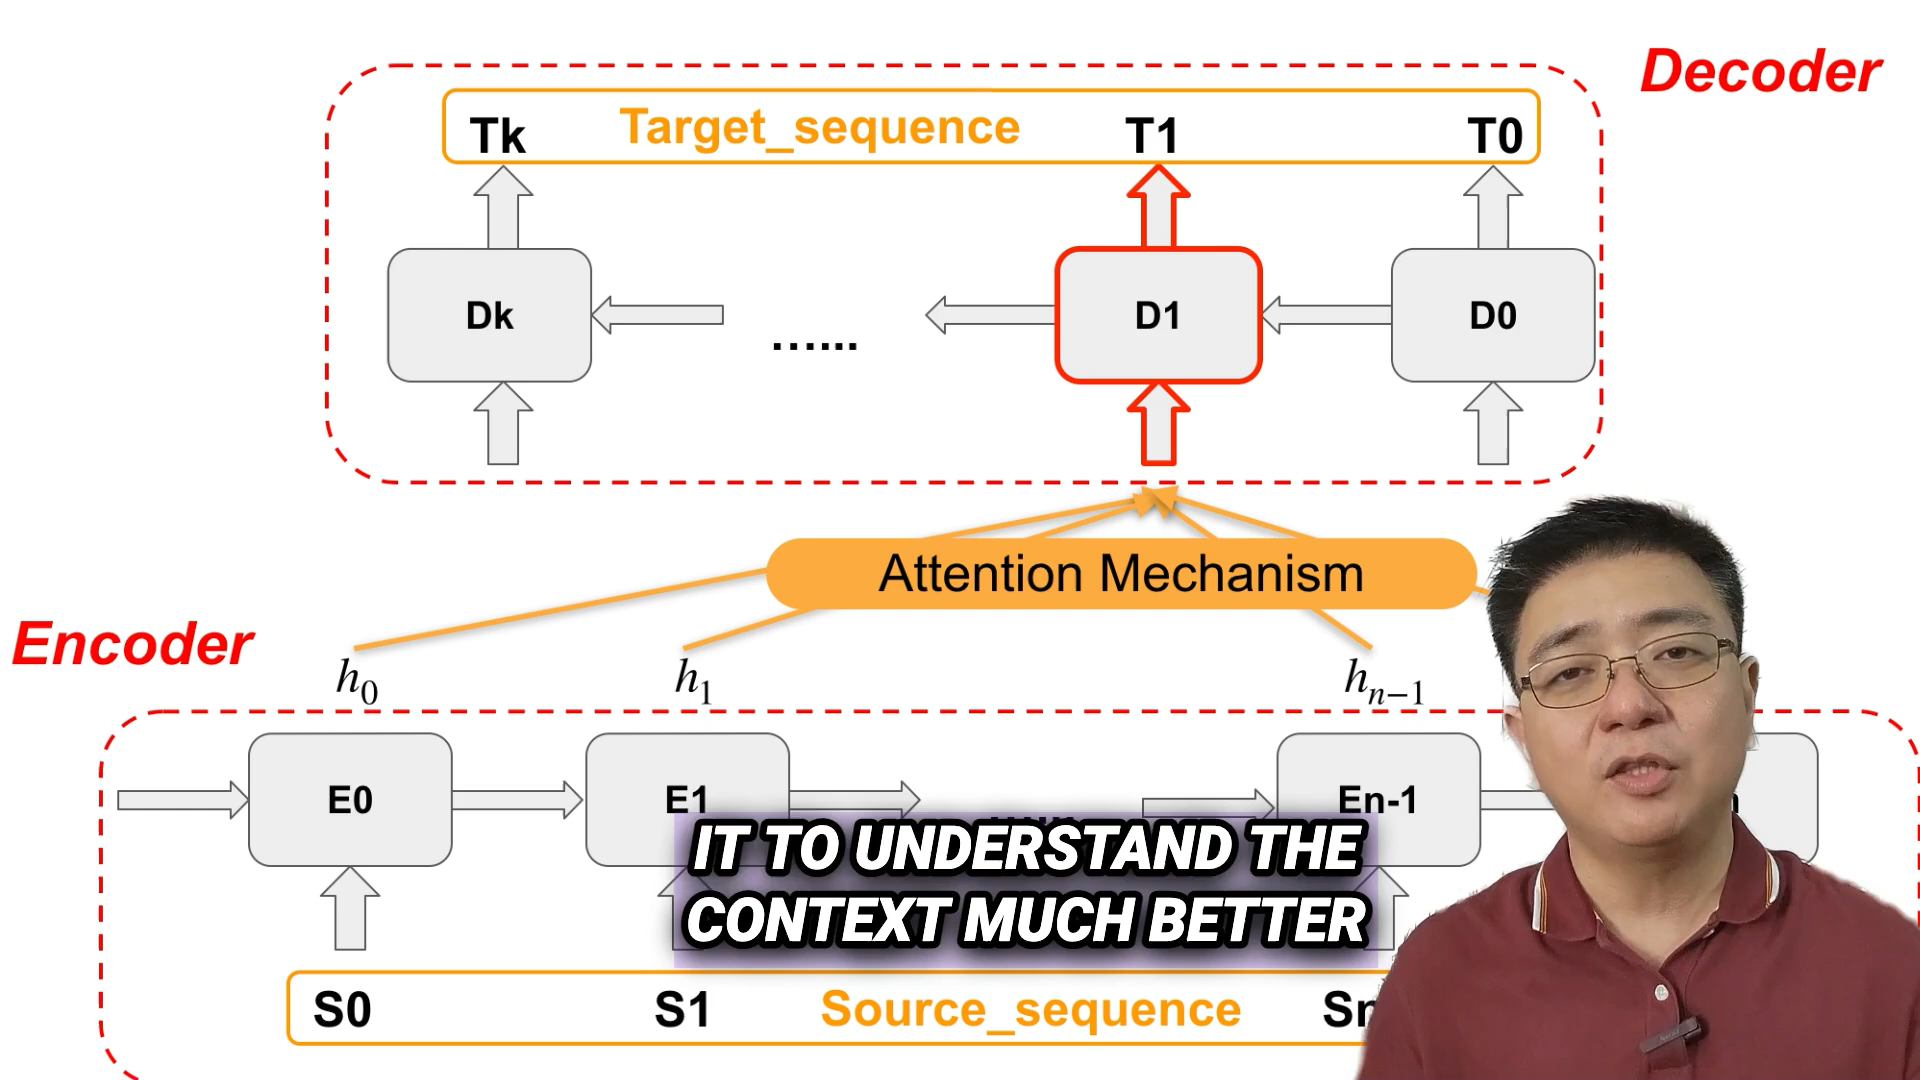 Decoder
Tk Target_sequence T1 T0
Dk ...... D1 D0
Attention Mechanism
Encoder
h0 h1 hn−1
E0 E1 En-1
IT TO UNDERSTAND THE
CONTEXT MUCH BETTER
S0 S1 Source_sequence